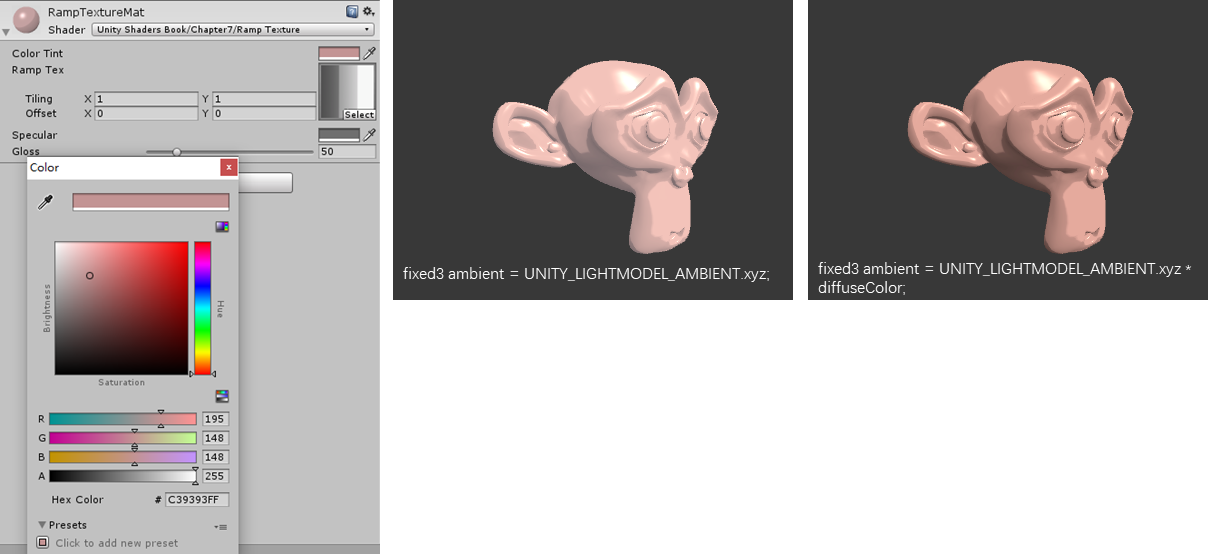 RampTextureMat
Shader Unity Shaders Book/Chapter7/Ramp Texture
Color Tint
Ramp Tex
Tiling X 1 Y 1
Offset X 0 Y 0
Select
Specular
Gloss 50
Color x
Brightness
Hue
Saturation
R 195
G 148
B 148
A 255
Hex Color # C39393FF
Presets
Click to add new preset
fixed3 ambient = UNITY_LIGHTMODEL_AMBIENT.xyz;
fixed3 ambient = UNITY_LIGHTMODEL_AMBIENT.xyz *
diffuseColor;